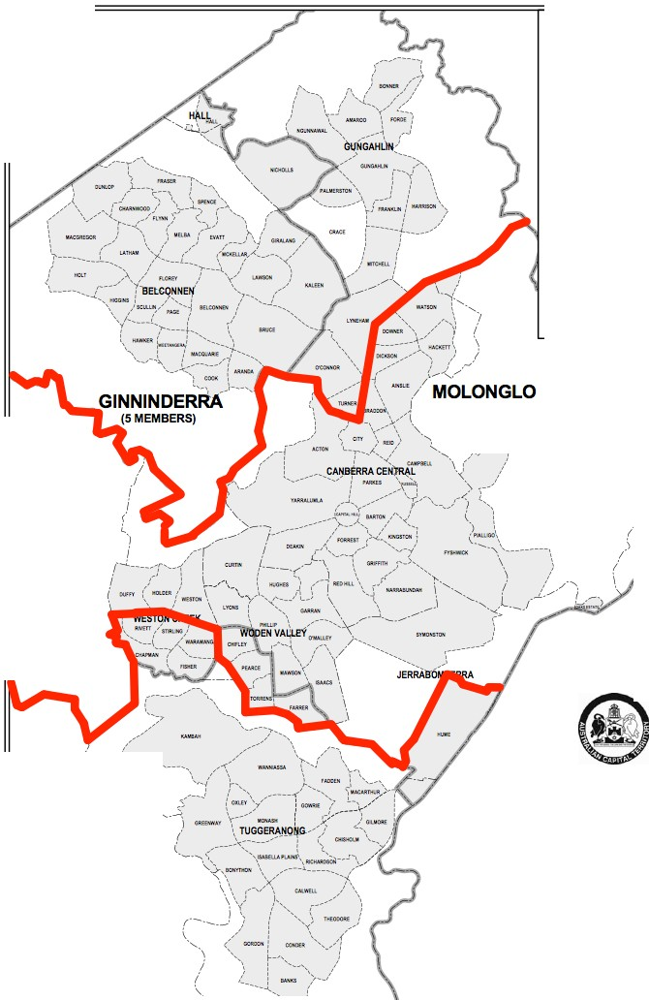 BONNER
HALL
HALL
AMAROO
FORDE
NGUNNAWAL
GUNGAHLIN
GUNGAHLIN
NICHOLLS
DUNLOP
FRASER
PALMERSTON
SPENCE
CHARNWOOD
FRANKLIN
HARRISON
FLYNN
CRACE
MACGREGOR
MELBA
EVATT
GIRALANG
LATHAM
MCKELLAR
MITCHELL
HOLT
FLOREY
LAWSON
KALEEN
BELCONNEN
HIGGINS
SCULLIN
PAGE
BELCONNEN
WATSON
LYNEHAM
BRUCE
DOWNER
HAWKER
WEETANGERA
HACKETT
MACQUARIE
DICKSON
O'CONNOR
ARANDA
COOK
AINSLIE
MOLONGLO
GINNINDERRA
(5 MEMBERS)
TURNER
BRADDON
CITY
REID
ACTON
CAMPBELL
CANBERRA CENTRAL
PARKES
RUSSELL
YARRALUMLA
CAPITAL HILL
BARTON
PIALLIGO
KINGSTON
FORREST
DEAKIN
FYSHWICK
CURTIN
GRIFFITH
HUGHES
RED HILL
NARRABUNDAH
DUFFY
HOLDER
WESTON
LYONS
GARRAN
WESTON CREEK
RIVETT
STIRLING
PHILLIP
WODEN VALLEY
O'MALLEY
SYMONSTON
WARAMANGA
CHIFLEY
CHAPMAN
FISHER
PEARCE
MAWSON
ISAACS
JERRABOMBERRA
TORRENS
FARRER
KAMBAH
HUME
AUSTRALIAN CAPITAL TERRITORY
WANNIASSA
FADDEN
MACARTHUR
OXLEY
GOWRIE
GREENWAY
MONASH
GILMORE
TUGGERANONG
CHISHOLM
ISABELLA PLAINS
RICHARDSON
BONYTHON
CALWELL
THEODORE
GORDON
CONDER
BANKS